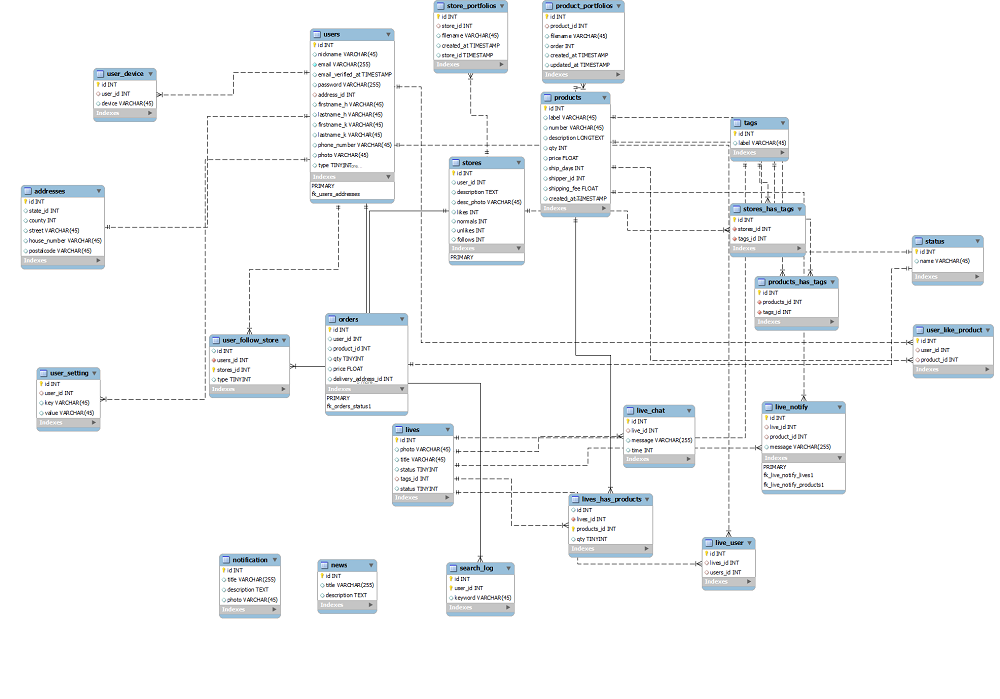 store_portfolios
id INT
store_id INT
filename VARCHAR(45)
created_at TIMESTAMP
store_id TIMESTAMP
Indexes
product_portfolios
id INT
product_id INT
filename VARCHAR(45)
order INT
created_at TIMESTAMP
updated_at TIMESTAMP
Indexes
users
id INT
nickname VARCHAR(45)
email VARCHAR(255)
email_verified_at TIMESTAMP
password VARCHAR(255)
address_id INT
firstname_h VARCHAR(45)
lastname_h VARCHAR(45)
firstname_k VARCHAR(45)
lastname_k VARCHAR(45)
phone_number VARCHAR(45)
photo VARCHAR(45)
type TINYINT...
Indexes
PRIMARY
fk_users_addresses
user_device
id INT
user_id INT
device VARCHAR(45)
Indexes
products
id INT
label VARCHAR(45)
number VARCHAR(45)
description LONGTEXT
qty INT
price FLOAT
ship_days INT
shipper_id INT
shipping_fee FLOAT
created_at TIMESTAMP
Indexes
tags
id INT
label VARCHAR(45)
Indexes
stores
id INT
user_id INT
description TEXT
desc_photo VARCHAR(45)
likes INT
normals INT
unlikes INT
follows INT
Indexes
PRIMARY
addresses
id INT
state_id INT
county INT
street VARCHAR(45)
house_number VARCHAR(45)
postalcode VARCHAR(45)
Indexes
stores_has_tags
id INT
stores_id INT
tags_id INT
Indexes
status
id INT
name VARCHAR(45)
Indexes
products_has_tags
id INT
products_id INT
tags_id INT
Indexes
orders
id INT
user_id INT
product_id INT
qty TINYINT
price FLOAT
delivery_address_id INT
Indexes
PRIMARY
fk_orders_status1
user_follow_store
id INT
users_id INT
stores_id INT
type TINYINT
Indexes
user_like_product
id INT
user_id INT
product_id INT
Indexes
user_setting
id INT
user_id INT
key VARCHAR(45)
value VARCHAR(45)
Indexes
live_chat
id INT
live_id INT
message VARCHAR(255)
time INT
Indexes
live_notify
id INT
live_id INT
product_id INT
message VARCHAR(255)
Indexes
PRIMARY
fk_live_notify_lives1
fk_live_notify_products1
lives
id INT
photo VARCHAR(45)
title VARCHAR(45)
status TINYINT
tags_id INT
status TINYINT
Indexes
lives_has_products
id INT
lives_id INT
products_id INT
qty TINYINT
Indexes
live_user
id INT
lives_id INT
users_id INT
Indexes
notification
id INT
title VARCHAR(255)
description TEXT
photo VARCHAR(45)
Indexes
news
id INT
title VARCHAR(255)
description TEXT
Indexes
search_log
id INT
user_id INT
keyword VARCHAR(45)
Indexes